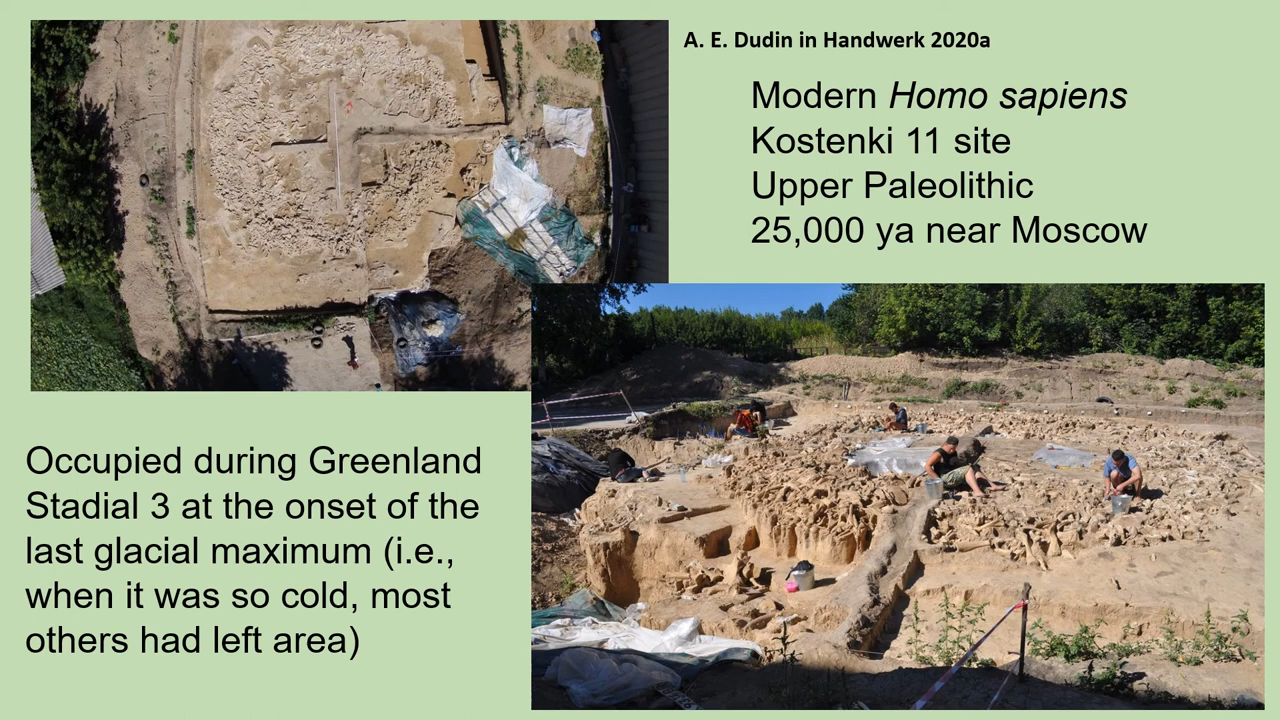 A. E. Dudin in Handwerk 2020a
Modern Homo sapiens
Kostenki 11 site
Upper Paleolithic
25,000 ya near Moscow
Occupied during Greenland
Stadial 3 at the onset of the
last glacial maximum (i.e.,
when it was so cold, most
others had left area)